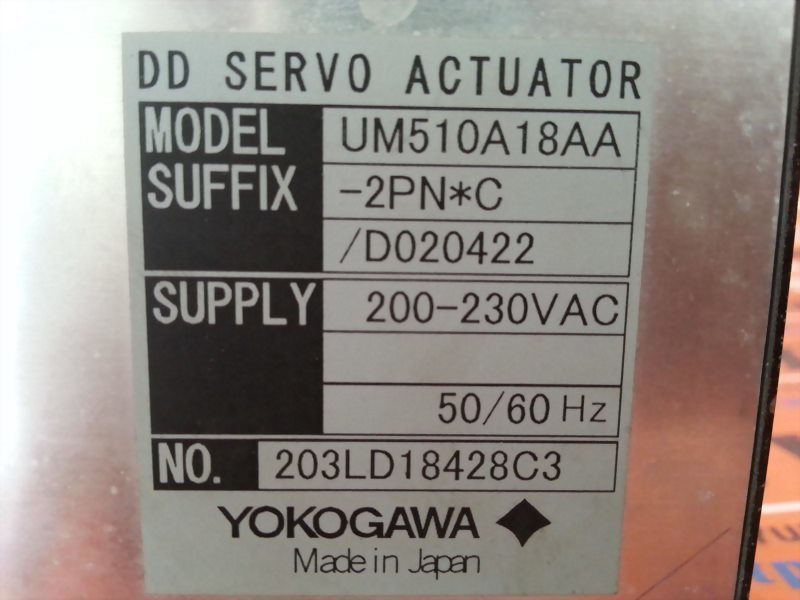 DD SERVO ACTUATOR
MODEL UM510A18AA
SUFFIX -2PN*C
/D020422
SUPPLY 200-230VAC
50/60 Hz
NO. 203LD18428C3
YOKOGAWA
Made in Japan